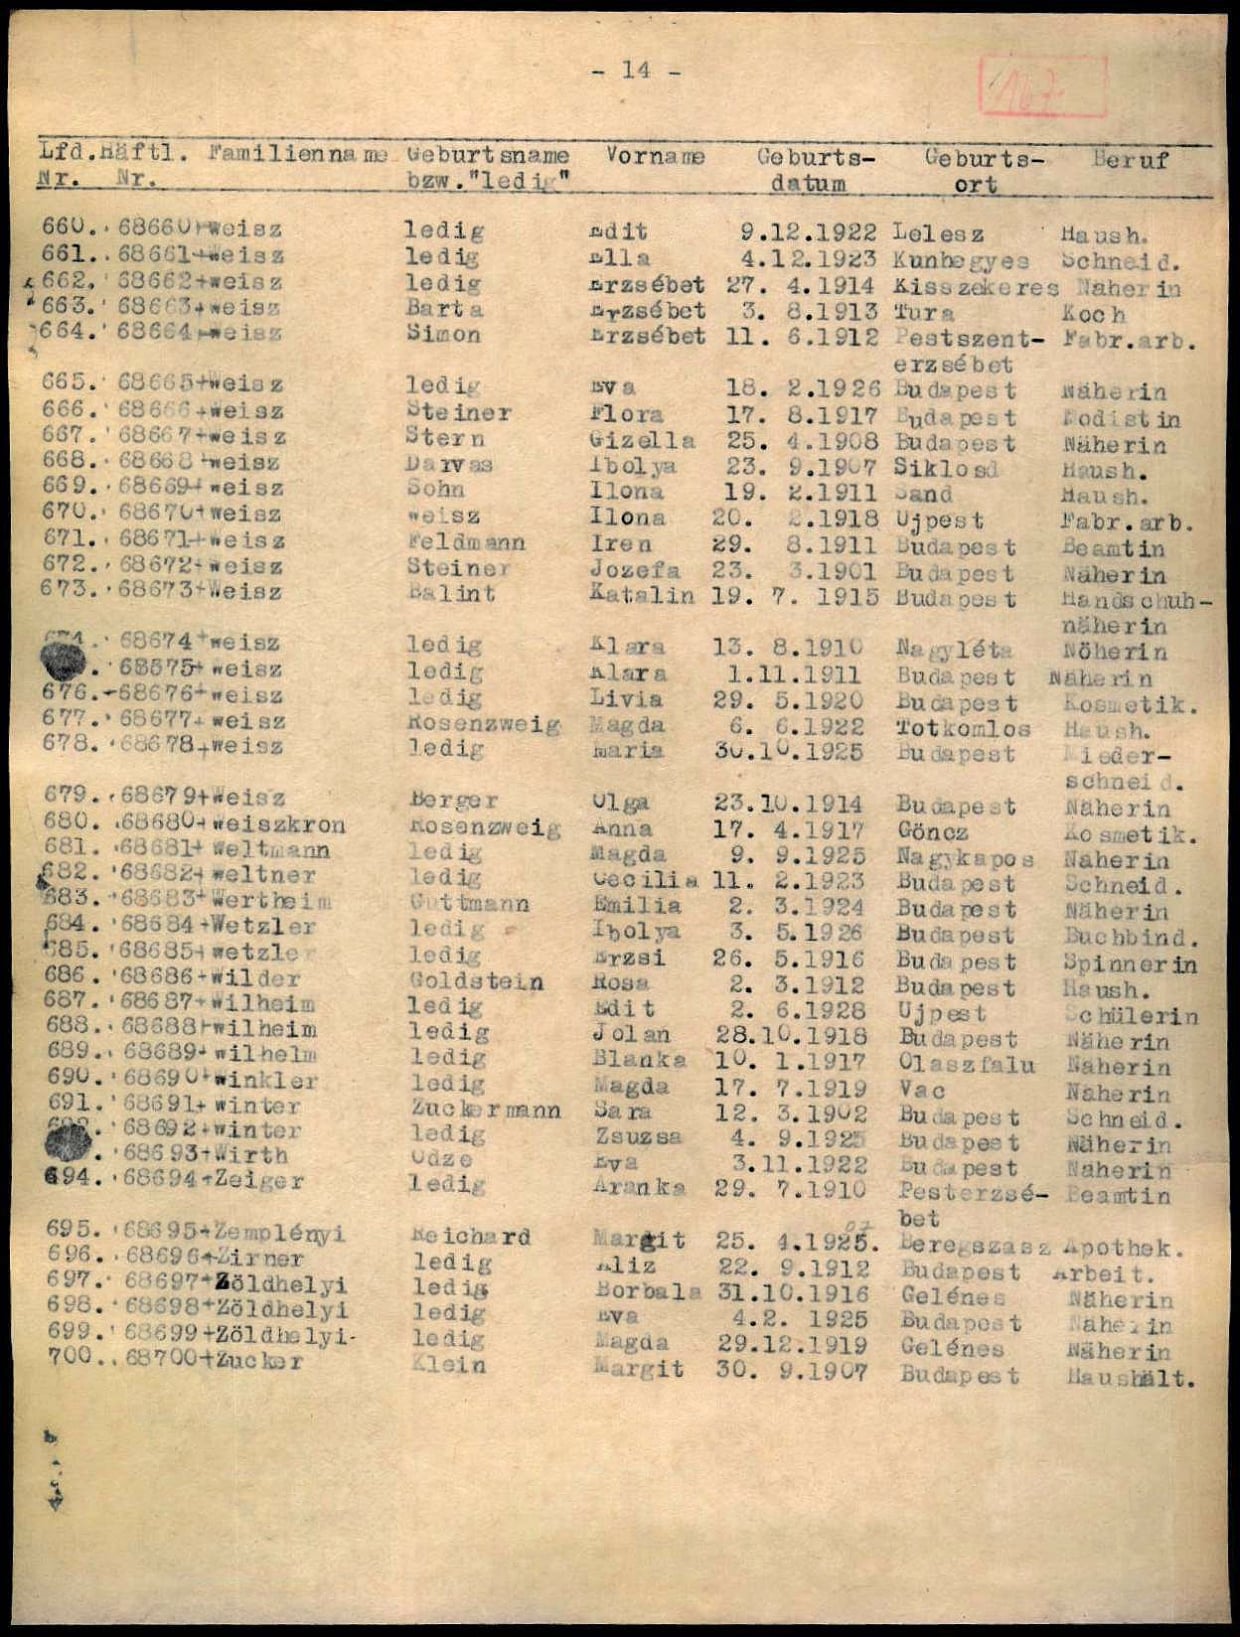 - 14 -
Lfd. Häftl. Familienname Geburtsname Vorname Geburts- Geburts- Beruf
Nr. Nr. bzw."ledig" datum ort
660. 68660+Weisz ledig Edit 9.12.1922 Lelesz Haush.
661. 68661+Weisz ledig Ella 4.12.1923 Kunhegyes Schneid.
662. 68662+Weisz ledig Erzsébet 27. 4.1914 Kisszekeres Näherin
663. 68663+Weisz Barta Erzsébet 3. 8.1913 Tura Koch
664. 68664+Weisz Simon Erzsébet 11. 6.1912 Pestszent- Fabr.arb.
erzsébet
665. 68665+Weisz ledig Eva 18. 2.1926 Budapest Näherin
666. 68666+Weisz Steiner Flora 17. 8.1917 Budapest Modistin
667. 68667+Weisz Stern Gizella 25. 4.1908 Budapest Näherin
668. 68668+Weisz Darvas Ibolya 23. 9.1907 Siklosd Haush.
669. 68669+Weisz Sohn Ilona 19. 2.1911 Sand Haush.
670. 68670+Weisz Weisz Ilona 20. 2.1918 Ujpest Fabr.arb.
671. 68671+Weisz Feldmann Iren 29. 8.1911 Budapest Beamtin
672. 68672+Weisz Steiner Jozefa 23. 3.1901 Budapest Näherin
673. 68673+Weisz Balint Katalin 19. 7. 1915 Budapest Handschuh-
näherin
674. 68674+Weisz ledig Klara 13. 8.1910 Nagyléta Nöherin
68675+Weisz ledig Klara 1.11.1911 Budapest Näherin
676. 68676+Weisz ledig Livia 29. 5.1920 Budapest Kosmetik.
677. 68677+Weisz Rosenzweig Magda 6. 6.1922 Totkomlos Haush.
678. 68678+Weisz ledig Maria 30.10.1925 Budapest Mieder-
schneid.
679. 68679+Weisz Berger Olga 23.10.1914 Budapest Näherin
680. 68680+Weiszkron Rosenzweig Anna 17. 4.1917 Göncz Kosmetik.
681. 68681+Weltmann ledig Magda 9. 9.1925 Nagykapos Näherin
682. 68682+Weltner ledig Cecilia 11. 2.1923 Budapest Schneid.
683. 68683+Wertheim Guttmann Emilia 2. 3.1924 Budapest Näherin
684. 68684+Wetzler ledig Ibolya 3. 5.1926 Budapest Buchbind.
685. 68685+Wetzler ledig Erzsi 26. 5.1916 Budapest Spinnerin
686. 68686+Wilder Goldstein Rosa 2. 3.1912 Budapest Haush.
687. 68687+Wilheim ledig Edit 2. 6.1928 Ujpest Schülerin
688. 68688+Wilheim ledig Jolan 28.10.1918 Budapest Näherin
689. 68689+Wilhelm ledig Blanka 10. 1.1917 Olaszfalu Näherin
690. 68690+Winkler ledig Magda 17. 7.1919 Vac Näherin
691. 68691+Winter Zuckermann Sara 12. 3.1902 Budapest Schneid.
68692+Winter ledig Zsuzsa 4. 9.1925 Budapest Näherin
68693+Wirth Udze Eva 3.11.1922 Budapest Näherin
694. 68694+Zeiger ledig Aranka 29. 7.1910 Pesterzsé- Beamtin
bet
695. 68695+Zemplényi Reichard Margit 25. 4.1925. Beregszasz Apothek.
696. 68696+Zirner ledig Aliz 22. 9.1912 Budapest Arbeit.
697. 68697+Zöldhelyi ledig Borbala 31.10.1916 Gelénes Näherin
698. 68698+Zöldhelyi ledig Eva 4.2. 1925 Budapest Näherin
699. 68699+Zöldhelyi ledig Magda 29.12.1919 Gelénes Näherin
700. 68700+Zucker Klein Margit 30. 9.1907 Budapest Haushält.